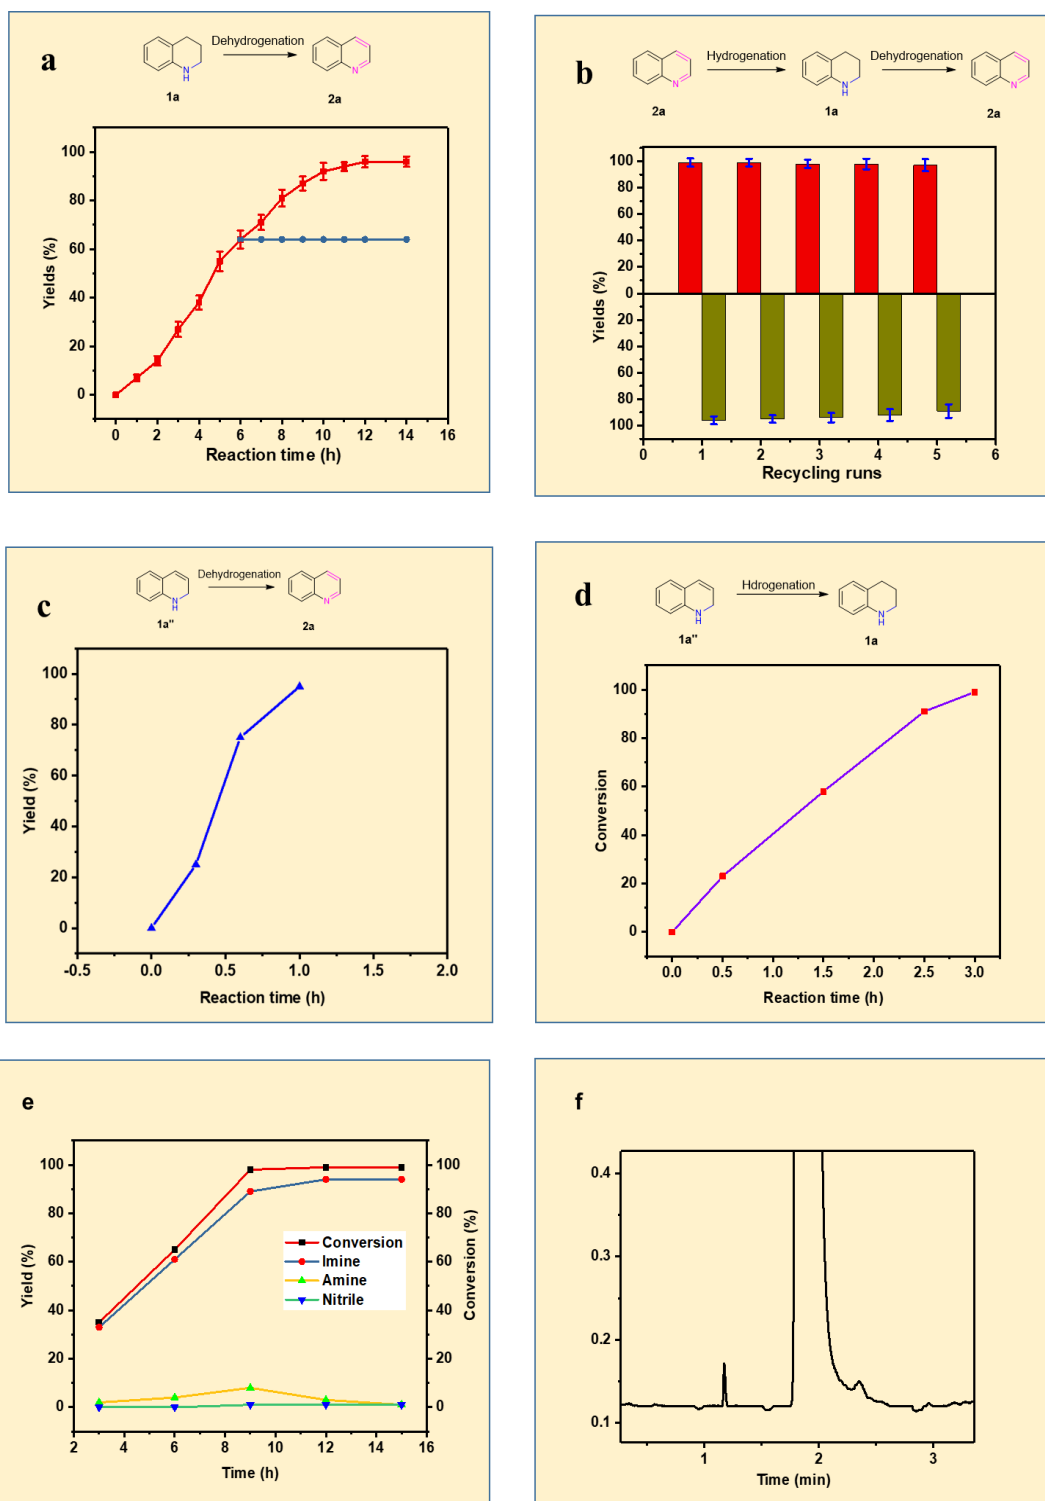 a
Dehydrogenation
N
H
N
1a
2a
100
80
60
40
20
0
Yields (%)
0 2 4 6 8 10 12 14 16
Reaction time (h)
b
Hydrogenation
Dehydrogenation
N
N
H
N
2a
1a
2a
100
80
60
40
20
0
20
40
60
80
100
Yields (%)
0 1 2 3 4 5 6
Recycling runs
c
Dehydrogenation
N
H
N
1a"
2a
100
80
60
40
20
0
Yield (%)
-0.5 0.0 0.5 1.0 1.5 2.0
Reaction time (h)
d
Hdrogenation
N
H
N
H
1a"
1a
100
80
60
40
20
0
Conversion
0.0 0.5 1.0 1.5 2.0 2.5 3.0
Reaction time (h)
e
100
80
60
40
20
0
Yield (%)
Conversion
Imine
Amine
Nitrile
100
80
60
40
20
0
Conversion (%)
2 4 6 8 10 12 14 16
Time (h)
f
0.4
0.3
0.2
0.1
1 2 3
Time (min)